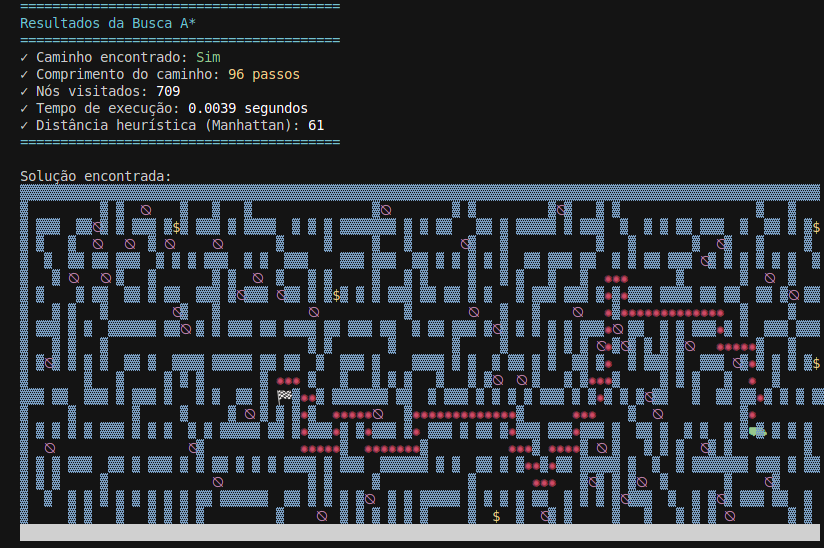 ========================================
Resultados da Busca A*
========================================
✓ Caminho encontrado: Sim
✓ Comprimento do caminho: 96 passos
✓ Nós visitados: 709
✓ Tempo de execução: 0.0039 segundos
✓ Distância heurística (Manhattan): 61
========================================
Solução encontrada: